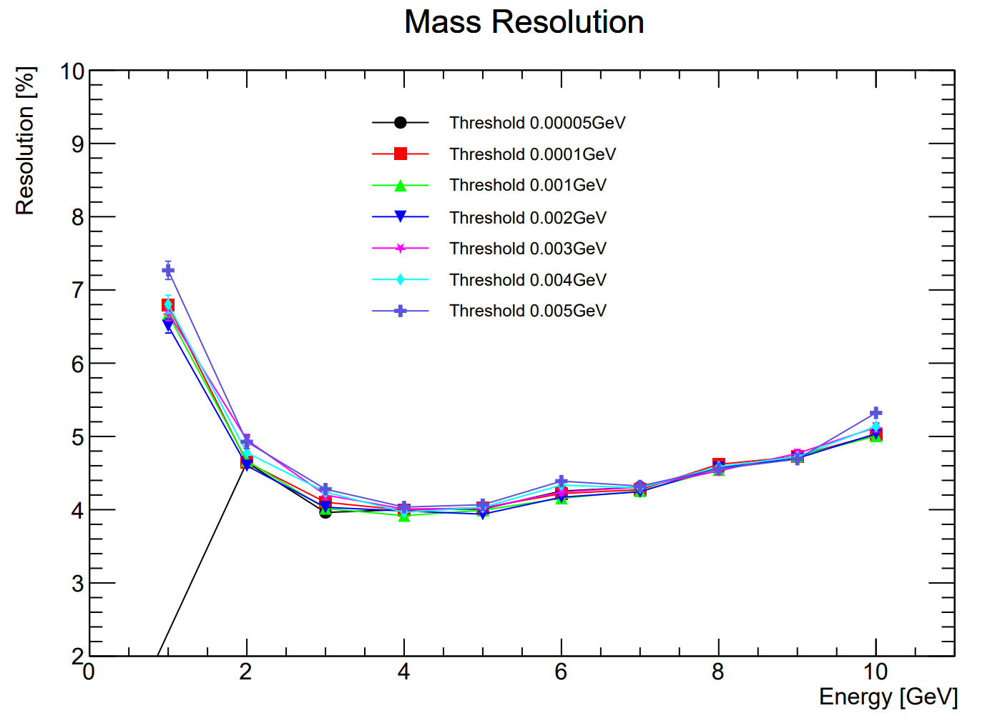 Mass Resolution
Resolution [%]
10
9
8
7
6
5
4
3
2
Threshold 0.00005GeV
Threshold 0.0001GeV
Threshold 0.001GeV
Threshold 0.002GeV
Threshold 0.003GeV
Threshold 0.004GeV
Threshold 0.005GeV
0 2 4 6 8 10
Energy [GeV]